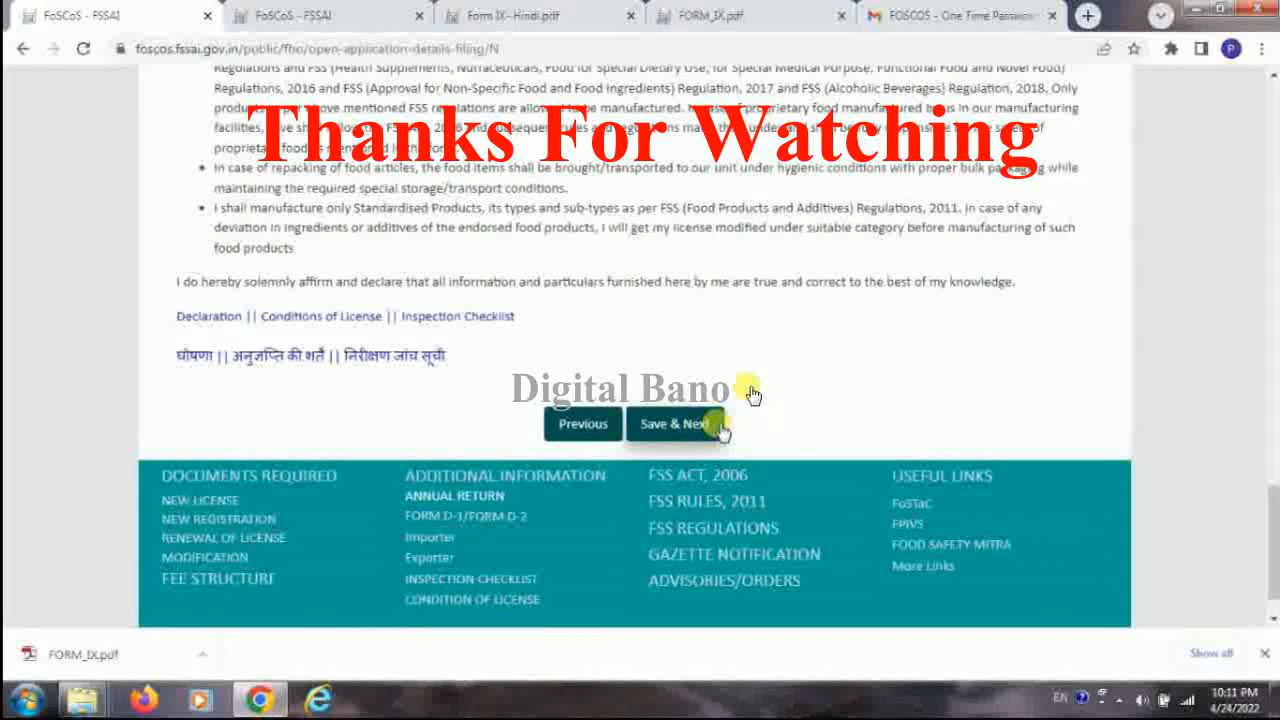 FoSCoS - FSSAI
FoSCoS - FSSAI
Form IX- Hindi.pdf
FORM_IX.pdf
FOSCOS - One Time Passwor
foscos.fssai.gov.in/public/fbo/open-application-details-filing/N
P
Regulations and FSS (Health Supplements, Nutraceuticals, Food for Special Dietary Use, for Special Medical Purpose, Functional Food and Novel Food)
Regulations, 2016 and FSS (Approval for Non-Specific Food and Food Ingredients) Regulation, 2017 and FSS (Alcoholic Beverages) Regulation, 2018. Only
Thanks For Watching
In case of repacking of food articles, the food items shall be brought/transported to our unit under hygienic conditions with proper bulk packaging while
maintaining the required special storage/transport conditions.
I shall manufacture only Standardised Products, its types and sub-types as per FSS (Food Products and Additives) Regulations, 2011. In case of any
deviation in ingredients or additives of the endorsed food products, I will get my license modified under suitable category before manufacturing of such
food products
I do hereby solemnly affirm and declare that all information and particulars furnished here by me are true and correct to the best of my knowledge.
Declaration || Conditions of License || Inspection Checklist
घोषणा || अनुज्ञप्ति की शर्तें || निरीक्षण जांच सूची
Digital Bano
Previous
Save & Next
DOCUMENTS REQUIRED
NEW LICENSE
NEW REGISTRATION
RENEWAL OF LICENSE
MODIFICATION
FEE STRUCTURE
ADDITIONAL INFORMATION
ANNUAL RETURN
FORM D-1/FORM D-2
Importer
Exporter
INSPECTION CHECKLIST
CONDITION OF LICENSE
FSS ACT, 2006
FSS RULES, 2011
FSS REGULATIONS
GAZETTE NOTIFICATION
ADVISORIES/ORDERS
USEFUL LINKS
FoSTaC
FPIVS
FOOD SAFETY MITRA
More Links
FORM_IX.pdf
Show all
EN
10:11 PM
4/24/2022